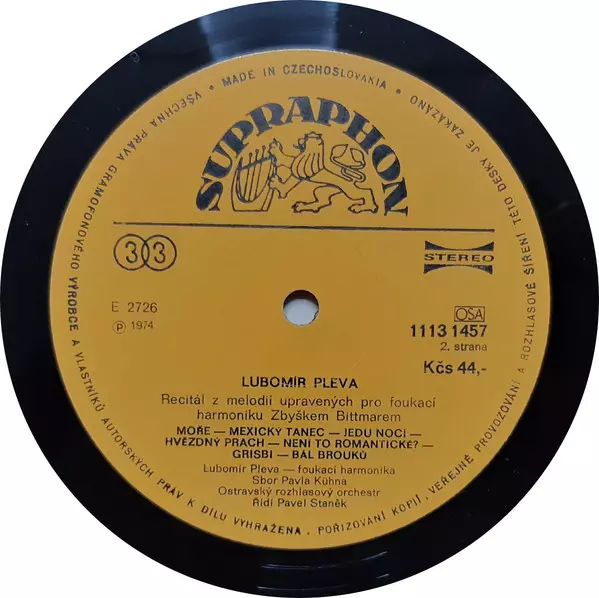 VŠECHNA PRÁVA GRAMOFONOVÉHO VÝROBCE A VLASTNÍKŮ AUTORSKÝCH PRÁV K DÍLU VYHRAŽENA. POŘIZOVÁNÍ KOPIÍ, VEŘEJNÉ PROVOZOVÁNÍ A ROZHLASOVÉ ŠÍŘENÍ TÉTO DESKY JE ZAKÁZÁNO
• MADE IN CZECHOSLOVAKIA •
SUPRAPHON
33
STEREO
E 2726
Ⓟ 1974
OSA
1113 1457
2. strana
Kčs 44,-
LUBOMÍR PLEVA
Recitál z melodií upravených pro foukací
harmoniku Zbyškem Bittmarem
MOŘE — MEXICKÝ TANEC — JEDU NOCÍ —
HVĚZDNÝ PRACH — NENÍ TO ROMANTICKÉ? —
GRISBI — BÁL BROUKŮ
Lubomír Pleva — foukací harmonika
Sbor Pavla Kühna
Ostravský rozhlasový orchestr
Řídí Pavel Staněk